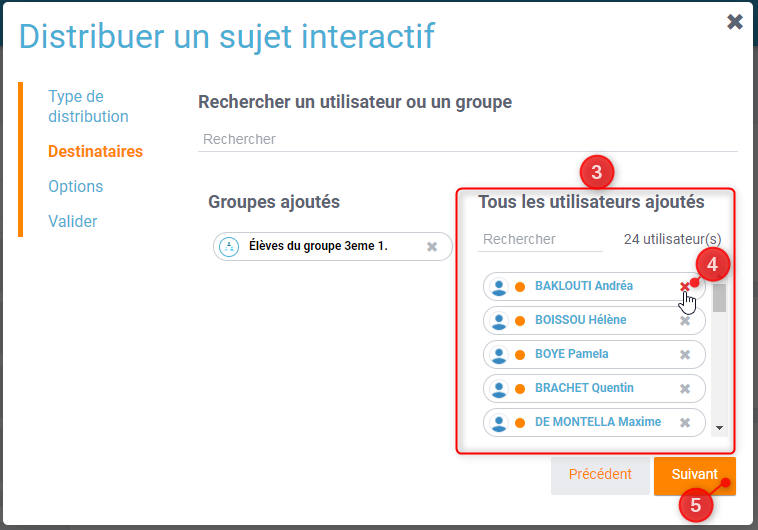 Distribuer un sujet interactif
✖
Type de
distribution
Destinataires
Options
Valider
Rechercher un utilisateur ou un groupe
Rechercher
3
Groupes ajoutés
Élèves du groupe 3eme 1.
Tous les utilisateurs ajoutés
Rechercher
24 utilisateur(s)
4
BAKLOUTI Andréa
BOISSOU Hélène
BOYE Pamela
BRACHET Quentin
DE MONTELLA Maxime
Précédent
Suivant
5